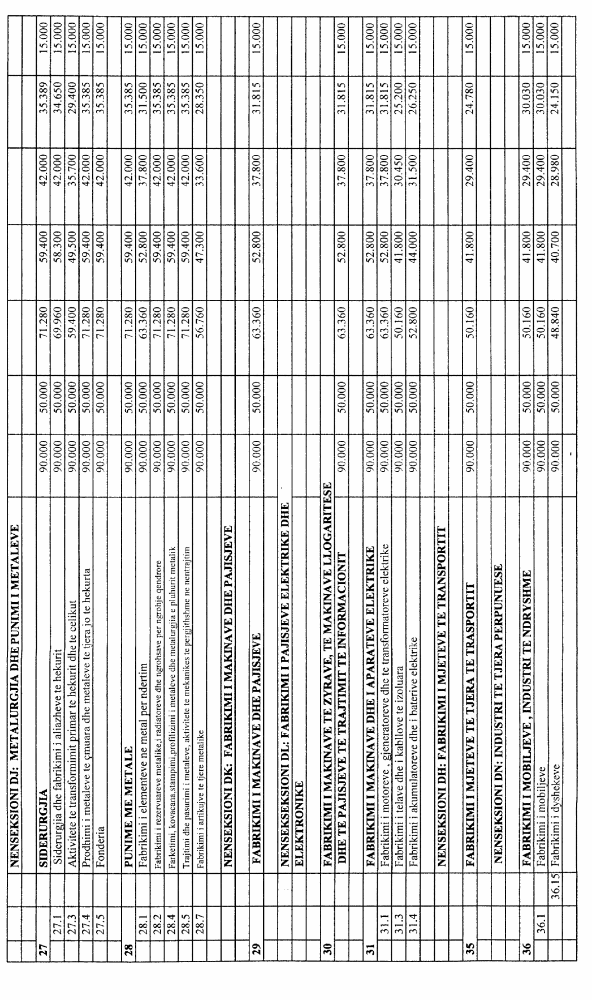 NENSEKSIONI DJ: METALURGJIA DHE PUNIMI I METALEVE
27 SIDERURGJIA 90.000 50.000 71.280 59.400 42.000 35.389 15.000
27.1 Siderurgjia dhe fabrikimi i aliazheve te hekurit 90.000 50.000 69.960 58.300 42.000 34.650 15.000
27.3 Aktivitete te transformimit primar te hekurit dhe te celikut 90.000 50.000 59.400 49.500 35.700 29.400 15.000
27.4 Prodhimi i metaleve te çmuara dhe metaleve te tjera jo te hekurta 90.000 50.000 71.280 59.400 42.000 35.385 15.000
27.5 Fonderia 90.000 50.000 71.280 59.400 42.000 35.385 15.000
28 PUNIME ME METALE 90.000 50.000 71.280 59.400 42.000 35.385 15.000
28.1 Fabrikimi i elementeve ne metal per ndertim 90.000 50.000 63.360 52.800 37.800 31.500 15.000
28.2 Fabrikimi i rezervuareve metalike,i radiatoreve dhe ngrohsave per ngrohje qendrore 90.000 50.000 71.280 59.400 42.000 35.385 15.000
28.4 Farketimi, kovacana,stampimi,profilizimi i metaleve dhe metalurgjia e pluhurit metalik 90.000 50.000 71.280 59.400 42.000 35.385 15.000
28.5 Trajtimi dhe pasurimi i metaleve, aktivitete te mekanikes te pergjithshme ne nentrajtim 90.000 50.000 71.280 59.400 42.000 35.385 15.000
28.7 Fabrikimi i artikujve te tjere metalike 90.000 50.000 56.760 47.300 33.600 28.350 15.000
NENSEKSIONI DK: FABRIKIMI I MAKINAVE DHE PAJISJEVE
29 FABRIKIMI I MAKINAVE DHE PAJISJEVE 90.000 50.000 63.360 52.800 37.800 31.815 15.000
NENSEKSEKSIONI DL: FABRIKIMI I PAJISJEVE ELEKTRIKE DHE
ELEKTRONIKE
30 FABRIKIMI I MAKINAVE TE ZYRAVE, TE MAKINAVE LLOGARITESE
DHE TE PAJISJEVE TE TRAJTIMIT TE INFORMACIONIT 90.000 50.000 63.360 52.800 37.800 31.815 15.000
31 FABRIKIMI I MAKINAVE DHE I APARATEVE ELEKTRIKE 90.000 50.000 63.360 52.800 37.800 31.815 15.000
31.1 Fabrikimi i motoreve , gjeneratoreve dhe te transformatoreve elektrike 90.000 50.000 63.360 52.800 37.800 31.815 15.000
31.3 Fabrikimi i telave dhe i kabllove te izoluara 90.000 50.000 50.160 41.800 30.450 25.200 15.000
31.4 Fabrikimi i akumulatoreve dhe i baterive elektrike 90.000 50.000 52.800 44.000 31.500 26.250 15.000
NENSEKSIONI DH: FABRIKIMI I MJETEVE TE TRANSPORTIT
35 FABRIKIMI I MJETEVE TE TJERA TE TRASPORTIT 90.000 50.000 50.160 41.800 29.400 24.780 15.000
NENSEKSIONI DN: INDUSTRI TE TJERA PERPUNUESE
36 FABRIKIMI I MOBILJEVE , INDUSTRI TE NDRYSHME 90.000 50.000 50.160 41.800 29.400 30.030 15.000
36.1 Fabrikimi i mobiljeve 90.000 50.000 50.160 41.800 29.400 30.030 15.000
36.15 Fabrikimi i dyshekeve 90.000 50.000 48.840 40.700 28.980 24.150 15.000